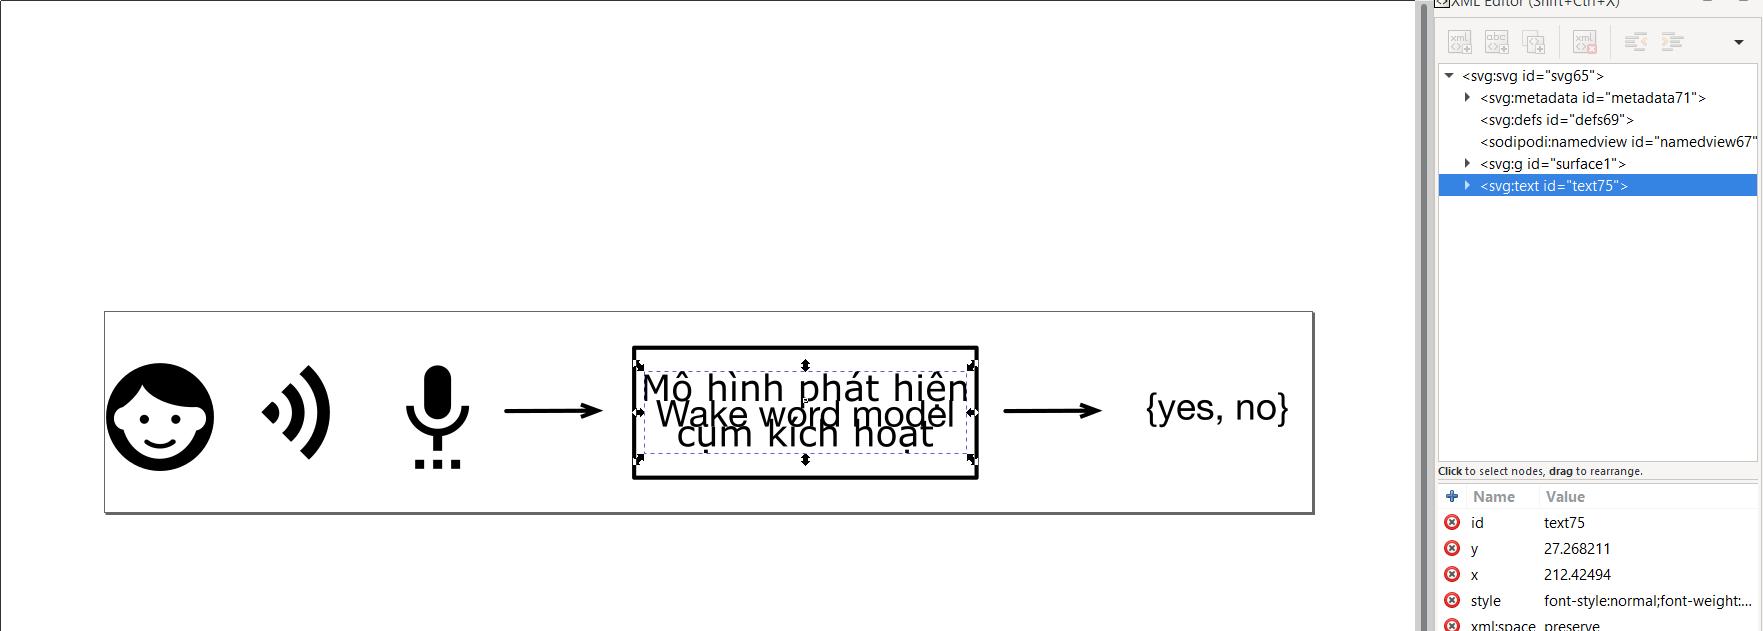 XML Editor (Shift+Ctrl+X)
<svg:svg id="svg65">
<svg:metadata id="metadata71">
<svg:defs id="defs69">
<sodipodi:namedview id="namedview67"
<svg:g id="surface1">
<svg:text id="text75">
Mô hình phát hiện
Wake word model
cụm kích hoạt
{yes, no}
Click to select nodes, drag to rearrange.
Name Value
id text75
y 27.268211
x 212.42494
style font-style:normal;font-weight:...
xml:space preserve